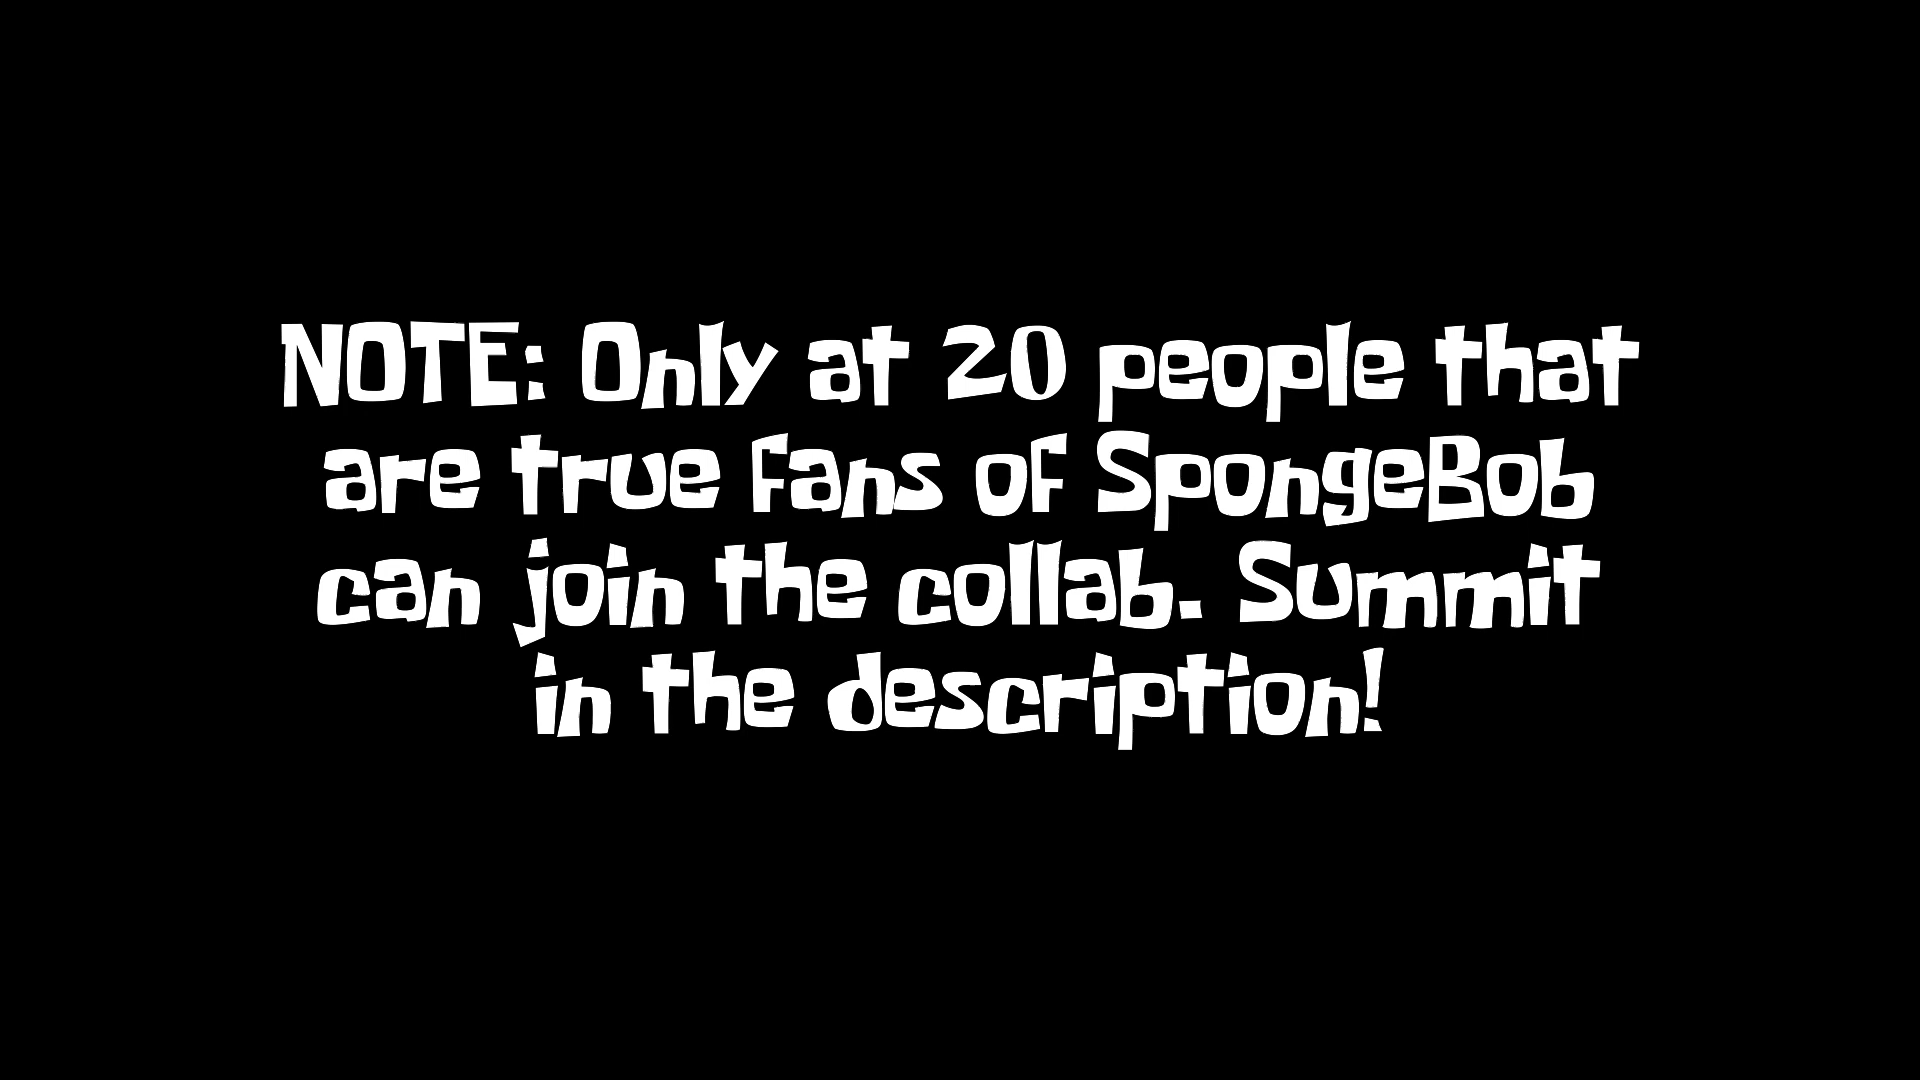 NOTE: Only at 20 people that
are true fans of SpongeBob
can join the collab. Summit
in the description!